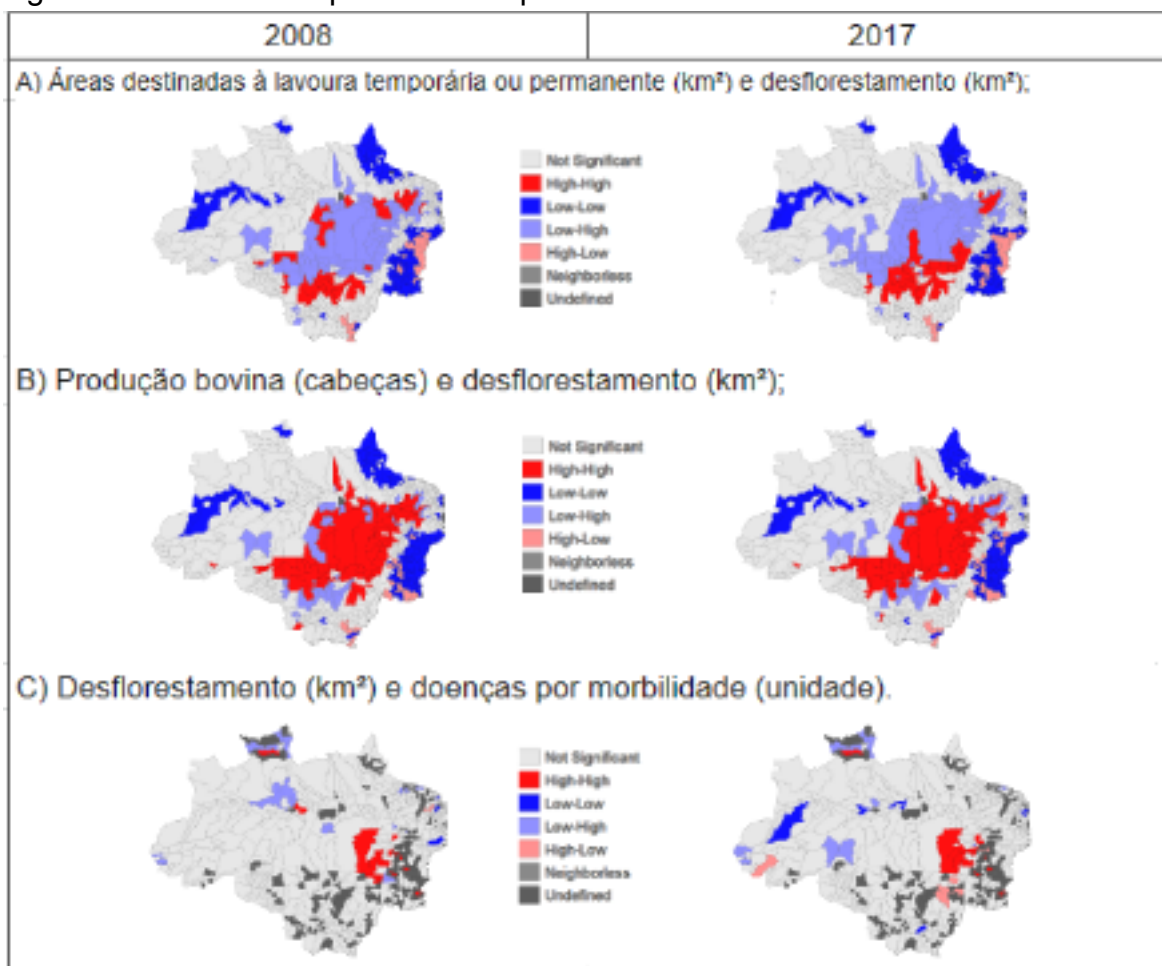 2008
2017
A) Áreas destinadas à lavoura temporária ou permanente (km²) e desflorestamento (km²);
Not Significant
High-High
Low-Low
Low-High
High-Low
Neighborless
Undefined
B) Produção bovina (cabeças) e desflorestamento (km²);
Not Significant
High-High
Low-Low
Low-High
High-Low
Neighborless
Undefined
C) Desflorestamento (km²) e doenças por morbilidade (unidade).
Not Significant
High-High
Low-Low
Low-High
High-Low
Neighborless
Undefined